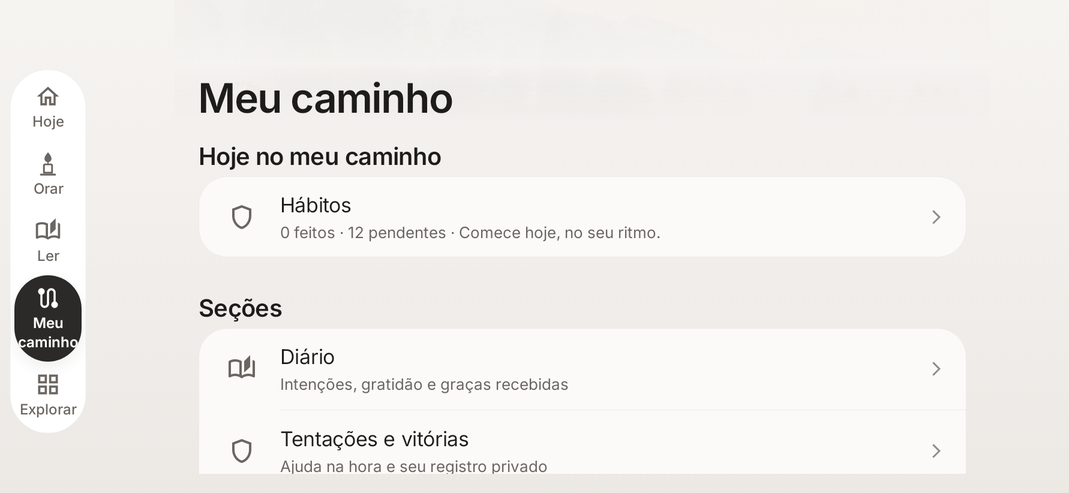 Hoje
Orar
Ler
Meu
caminho
Explorar
Meu caminho
Hoje no meu caminho
Hábitos
0 feitos · 12 pendentes · Comece hoje, no seu ritmo.
Seções
Diário
Intenções, gratidão e graças recebidas
Tentações e vitórias
Ajuda na hora e seu registro privado